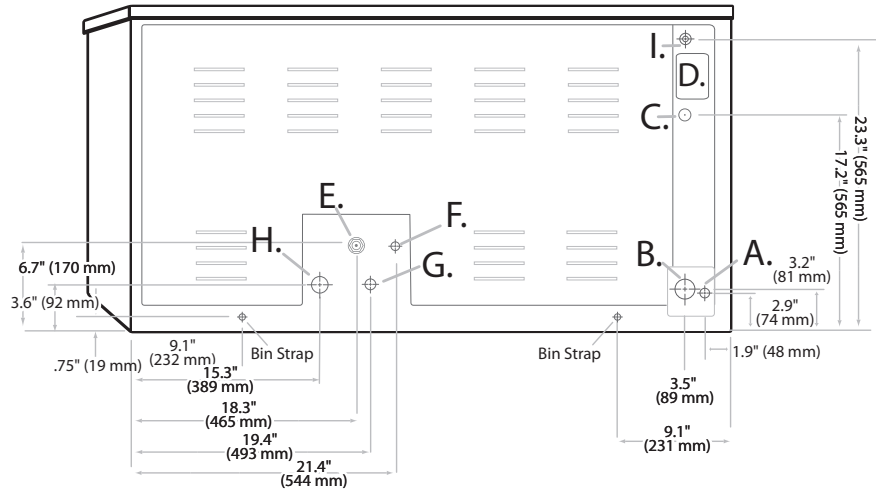 I.
D.
C.
23.3" (565 mm)
17.2" (565 mm)
E.
F.
H.
G.
B.
A.
6.7" (170 mm)
3.6" (92 mm)
3.2"
(81 mm)
2.9"
(74 mm)
.75" (19 mm)
9.1"
(232 mm)
Bin Strap
Bin Strap
1.9" (48 mm)
15.3"
(389 mm)
3.5"
(89 mm)
18.3"
(465 mm)
19.4"
(493 mm)
9.1"
(231 mm)
21.4"
(544 mm)